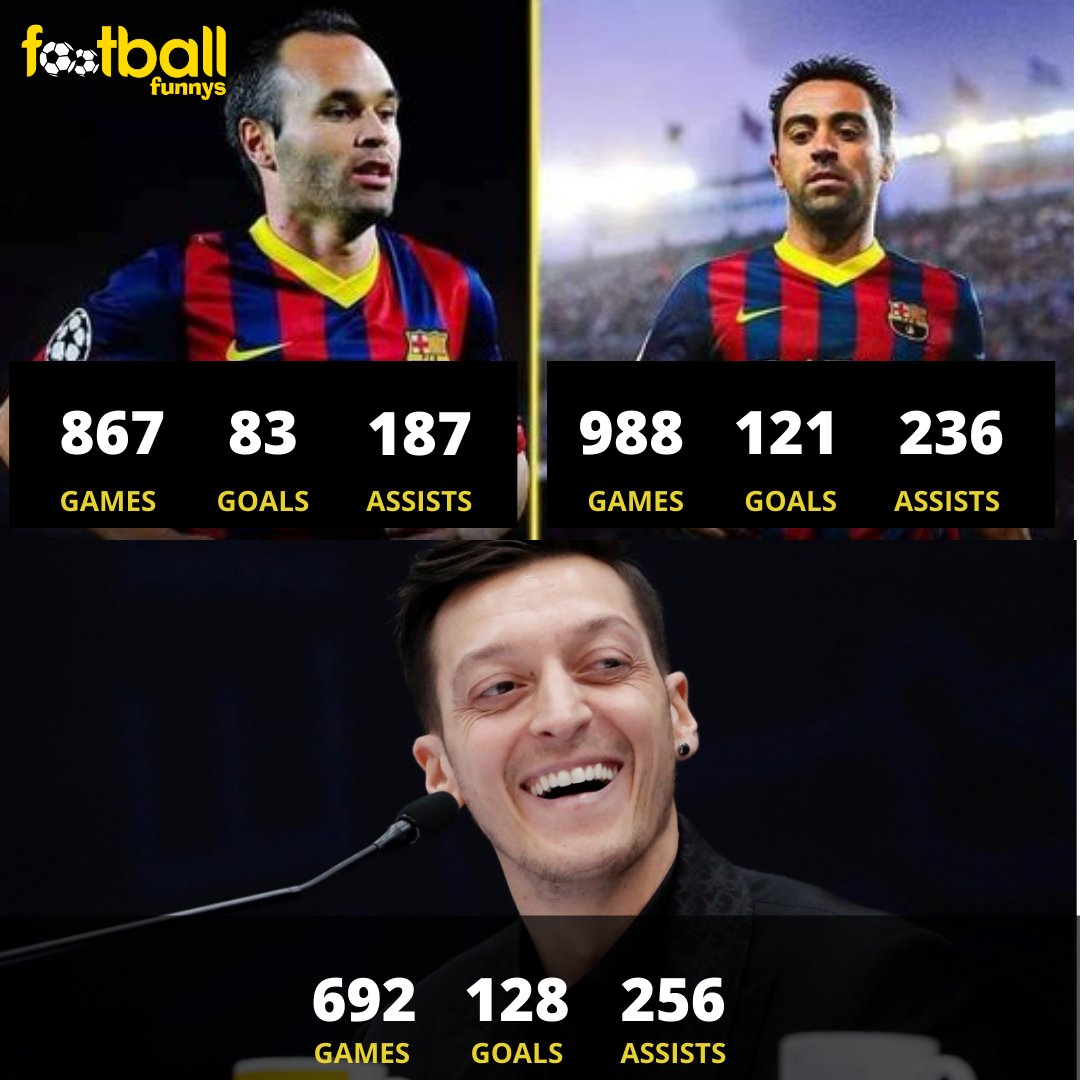 football
funnys
867 83 187
GAMES GOALS ASSISTS
988 121 236
GAMES GOALS ASSISTS
692 128 256
GAMES GOALS ASSISTS